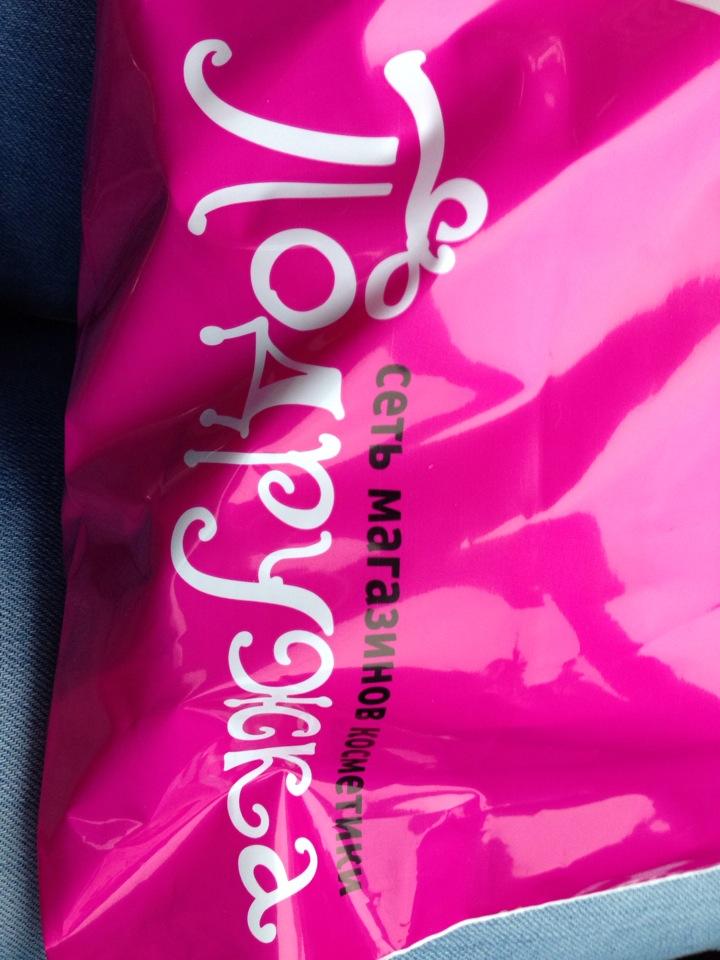 Подружка
сеть магазинов косметики